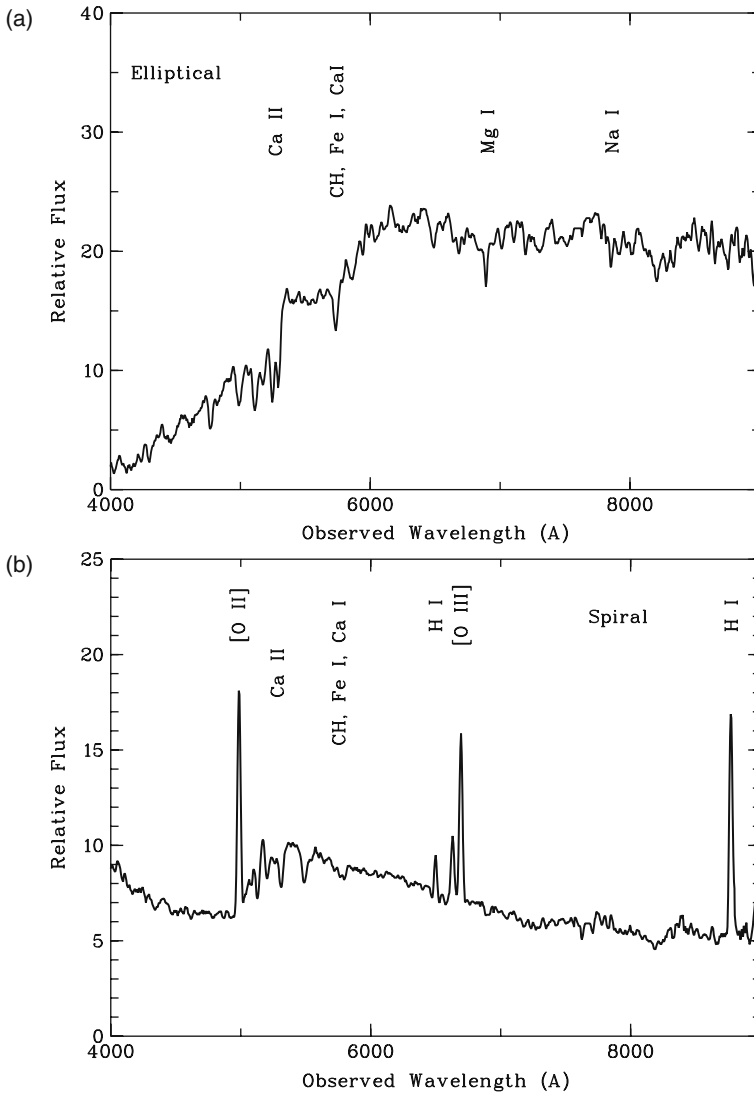 (a)
40
30
20
10
0
Relative Flux
Elliptical
Ca II
CH, Fe I, CaI
Mg I
Na I
4000
6000
8000
Observed Wavelength (A)
(b)
25
20
15
10
5
0
Relative Flux
[O II]
Ca II
CH, Fe I, Ca I
H I
[O III]
Spiral
H I
4000
6000
8000
Observed Wavelength (A)